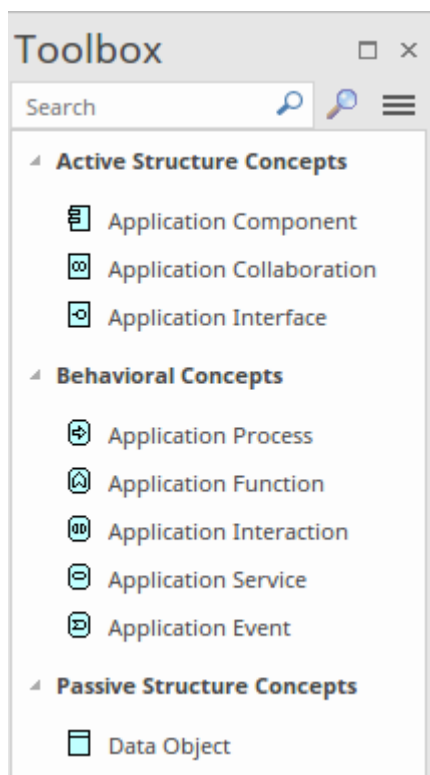 Toolbox
Search
Active Structure Concepts
Application Component
Application Collaboration
Application Interface
Behavioral Concepts
Application Process
Application Function
Application Interaction
Application Service
Application Event
Passive Structure Concepts
Data Object